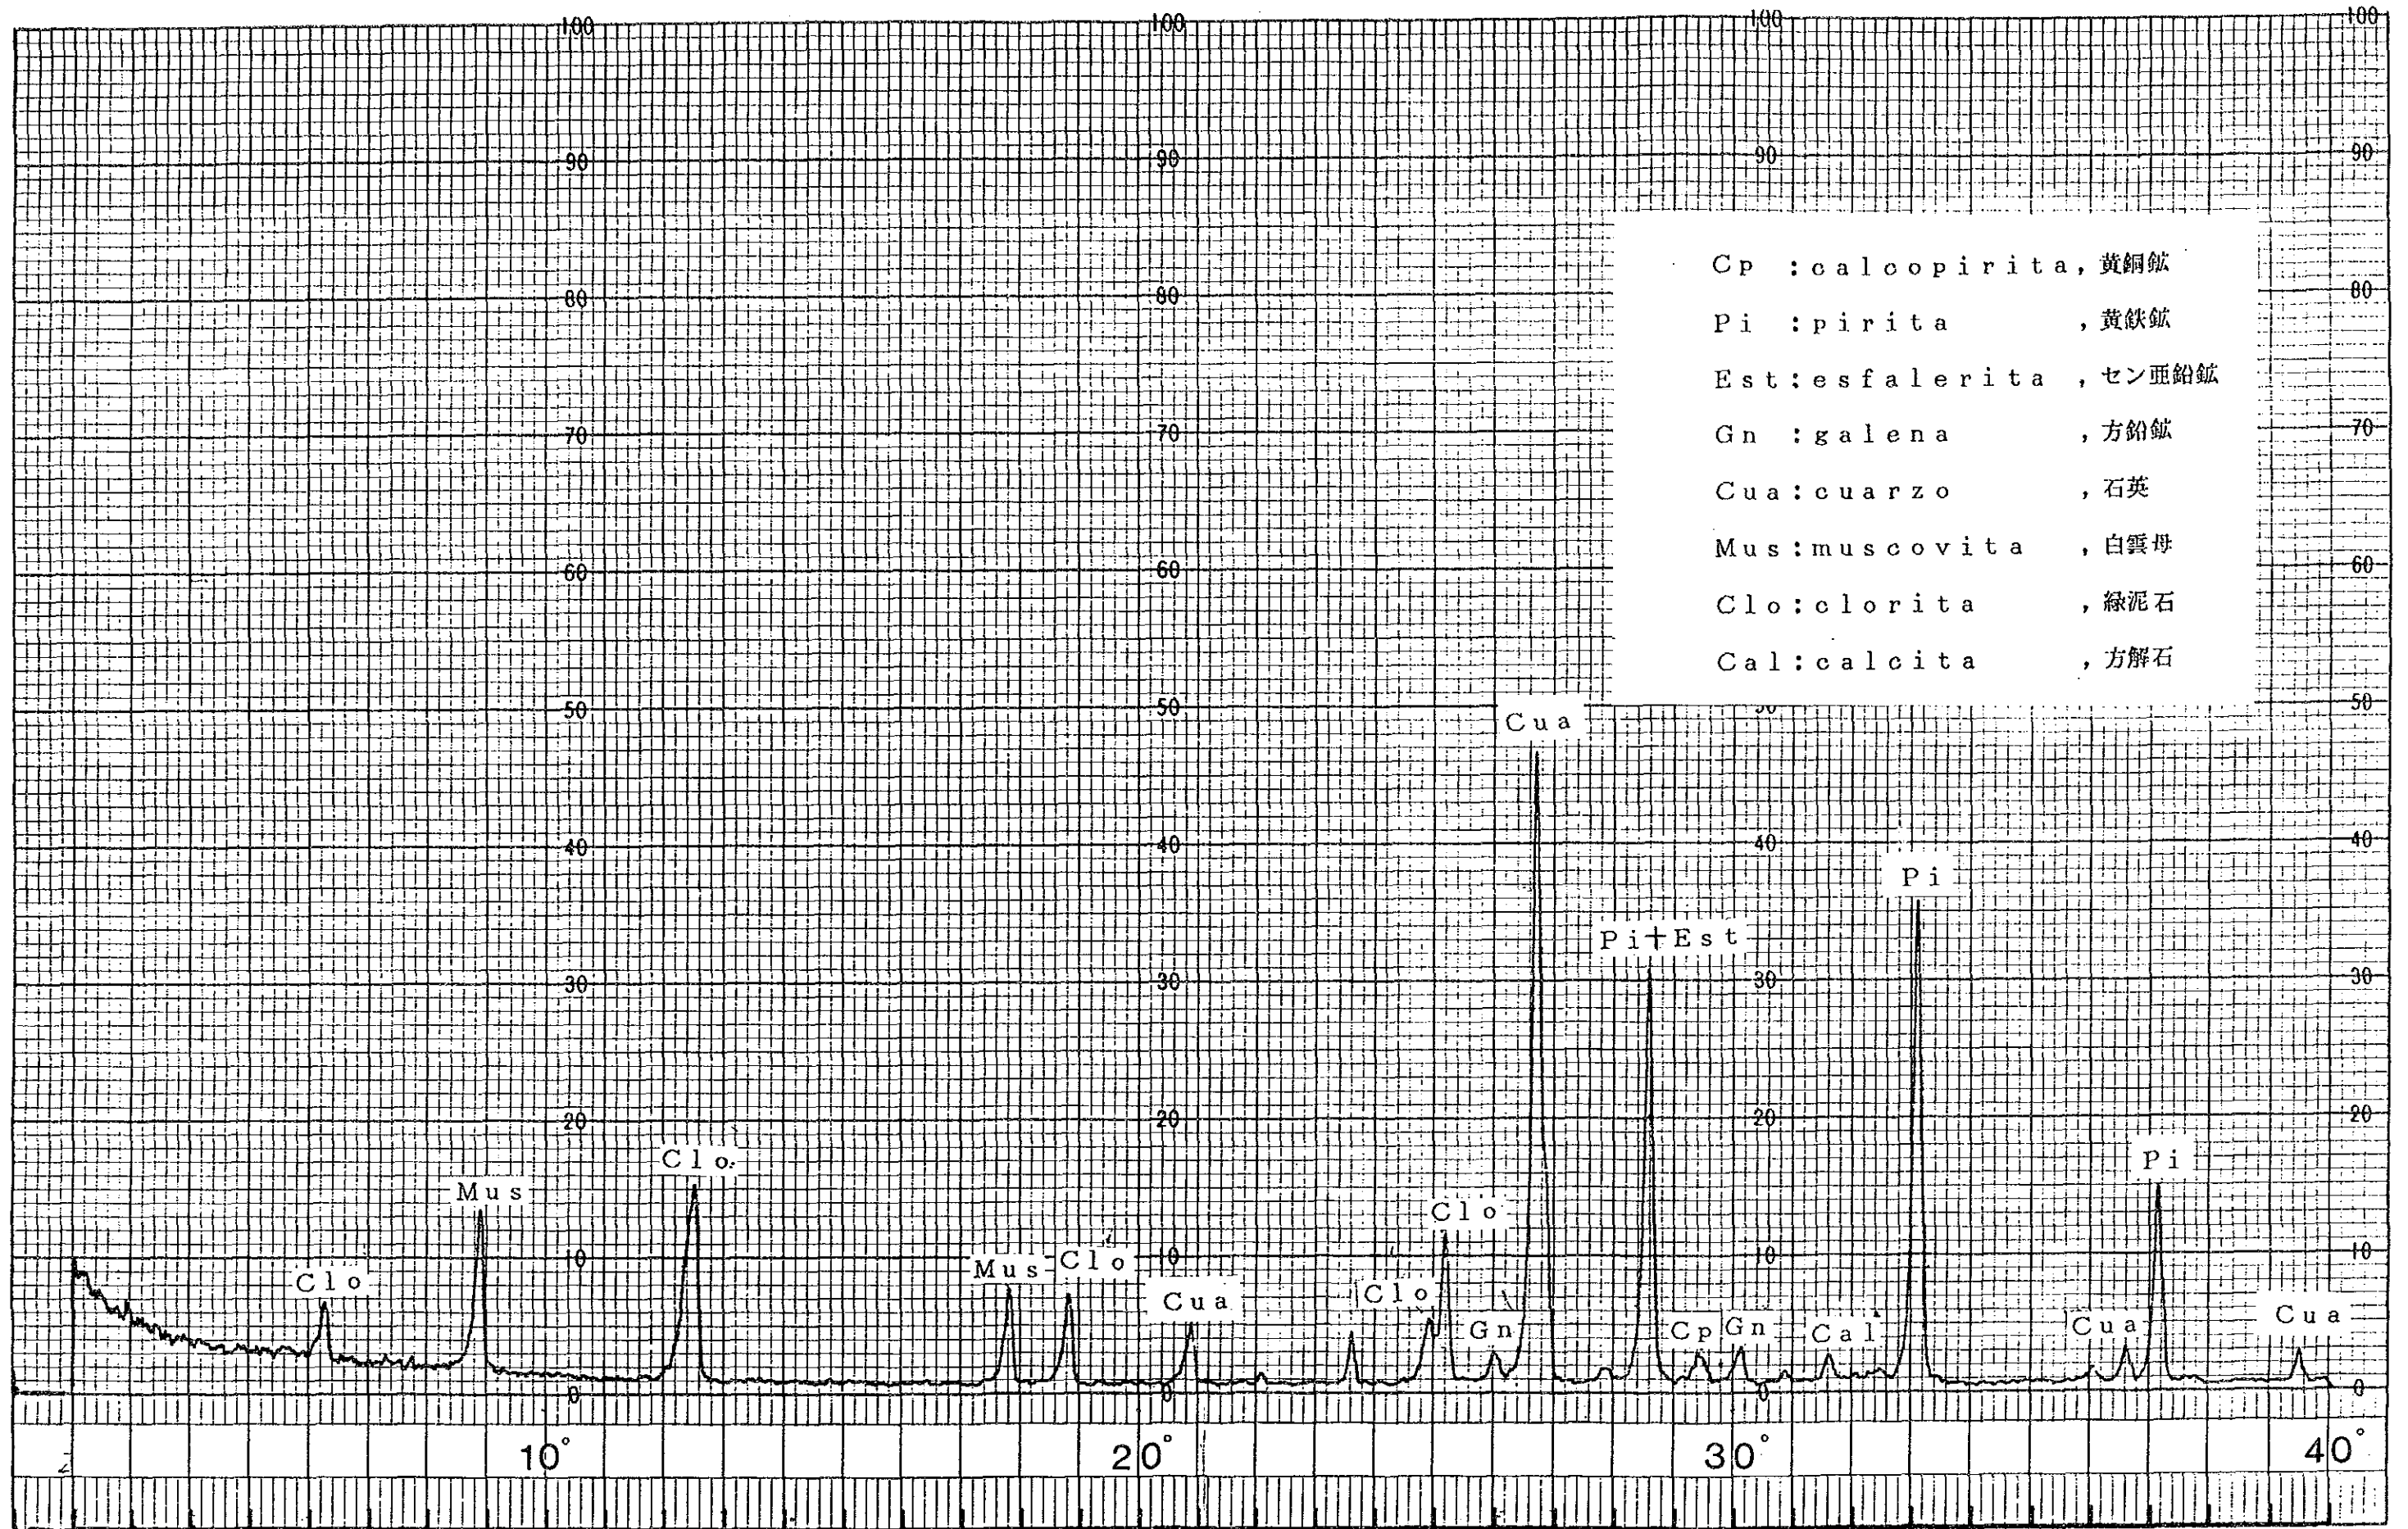 100 100 100 100
90 90 90 90
Cp :calcopirita, 黄銅鉱
80 80 80
Pi :pirita , 黄鉄鉱
Est:esfalerita , セン亜鉛鉱
70 70 70
Gn :galena , 方鉛鉱
Cua:cuarzo , 石英
Mus:muscovita , 白雲母
60 60 60
Clo:clorita , 緑泥石
Cal:calcita , 方解石
50 50 50
Cua
40 40 40 40
Pi
Pi+Est
30 30 30 30
20 20 20 20
Clo Pi
Mus Clo
10 10 10 10
Clo Mus Clo Cua Clo Gn Cp Gn Cal Cua Cua
0 0 0 0
10° 20° 30° 40°